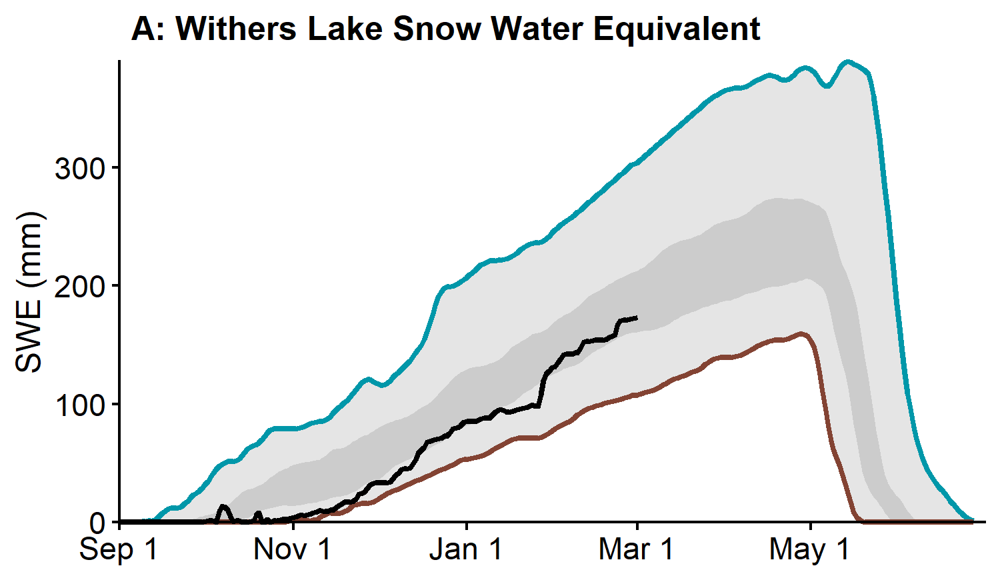 A: Withers Lake Snow Water Equivalent
SWE (mm)
300
200
100
0
Sep 1 Nov 1 Jan 1 Mar 1 May 1